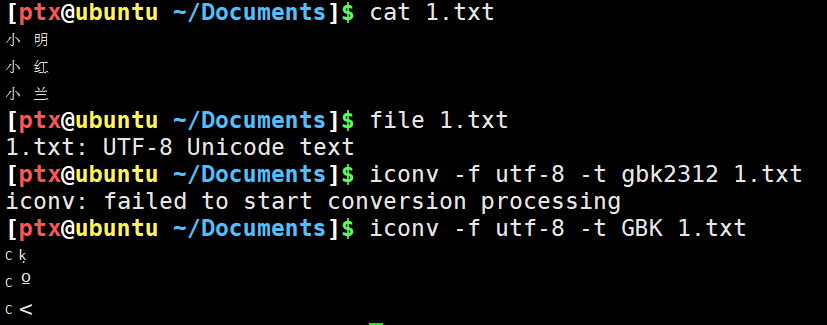 [ptx@ubuntu ~/Documents]$ cat 1.txt
小 明
小 红
小 兰
[ptx@ubuntu ~/Documents]$ file 1.txt
1.txt: UTF-8 Unicode text
[ptx@ubuntu ~/Documents]$ iconv -f utf-8 -t gbk2312 1.txt
iconv: failed to start conversion processing
[ptx@ubuntu ~/Documents]$ iconv -f utf-8 -t GBK 1.txt
C ķ
C º
C <